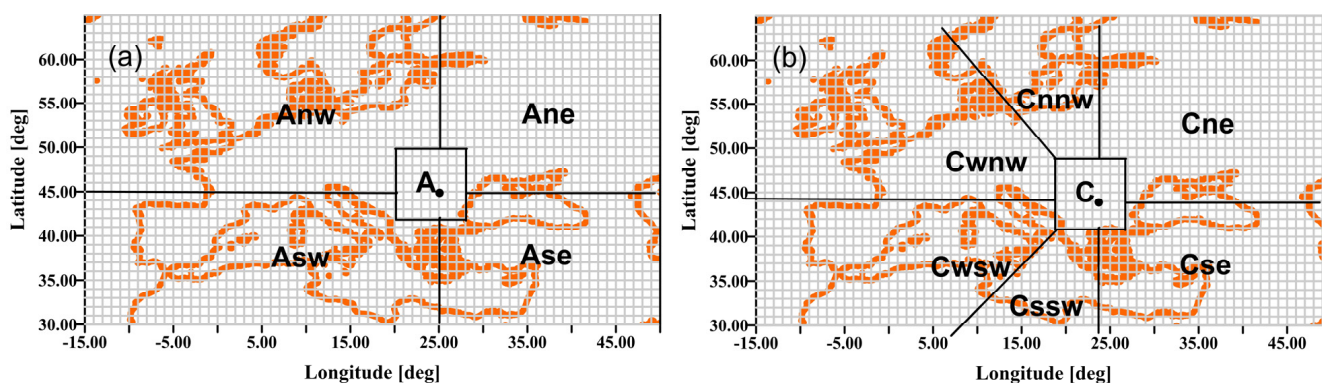 (a)
60.00
55.00
50.00
45.00
40.00
35.00
30.00
Latitude [deg]
Anw
Ane
A
Asw
Ase
-15.00 -5.00 5.00 15.00 25.00 35.00 45.00
Longitude [deg]
(b)
60.00
55.00
50.00
45.00
40.00
35.00
30.00
Latitude [deg]
Cnnw
Cne
Cwnw
C
Cwsw
Cse
Cssw
-15.00 -5.00 5.00 15.00 25.00 35.00 45.00
Longitude [deg]